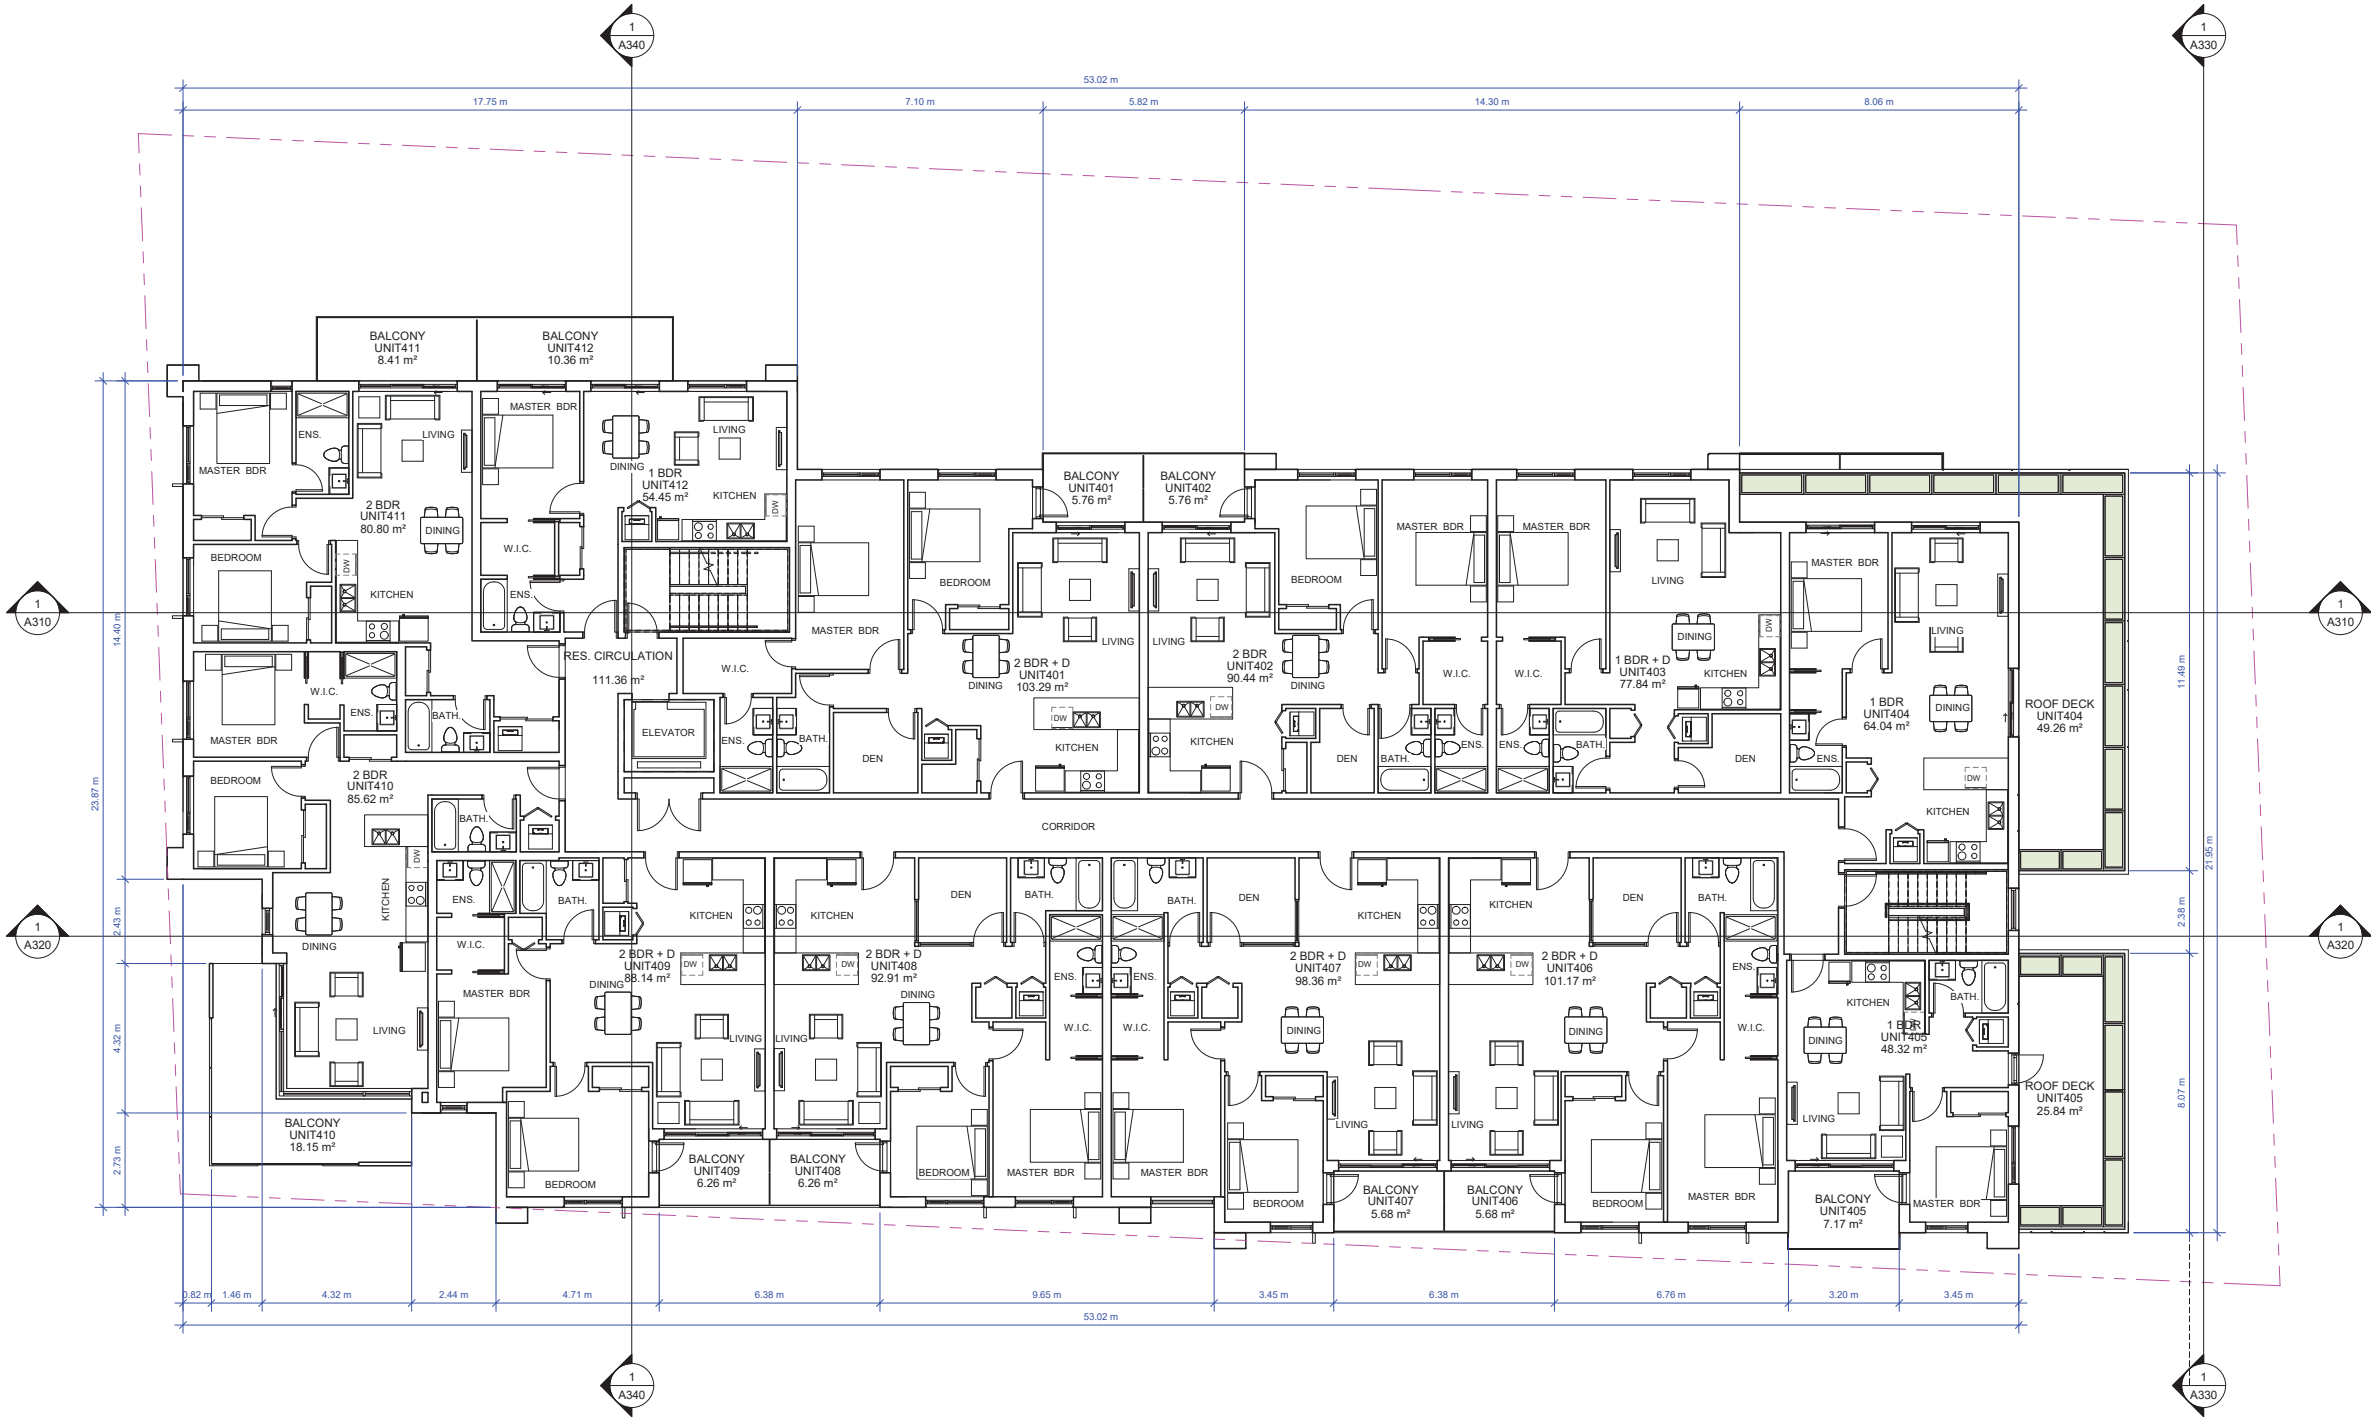 1
A340
1
A330
53.02 m
17.75 m
7.10 m
5.82 m
14.30 m
8.06 m
BALCONY
UNIT411
8.41 m²
BALCONY
UNIT412
10.36 m²
MASTER BDR
ENS.
LIVING
2 BDR
UNIT411
80.80 m²
DINING
BEDROOM
DW
KITCHEN
BATH.
MASTER BDR
DINING
LIVING
1 BDR
UNIT412
54.45 m²
KITCHEN
DW
W.I.C.
ENS.
BALCONY
UNIT401
5.76 m²
BALCONY
UNIT402
5.76 m²
BEDROOM
MASTER BDR
LIVING
2 BDR + D
UNIT401
103.29 m²
DINING
W.I.C.
ENS.
BATH.
DEN
DW
KITCHEN
BEDROOM
MASTER BDR
LIVING
2 BDR
UNIT402
90.44 m²
DINING
DW
KITCHEN
W.I.C.
DEN
BATH.
ENS.
MASTER BDR
LIVING
DINING
DW
1 BDR + D
UNIT403
77.84 m²
KITCHEN
W.I.C.
ENS.
BATH.
DEN
MASTER BDR
LIVING
1 BDR
UNIT404
64.04 m²
DINING
ENS.
DW
KITCHEN
ROOF DECK
UNIT404
49.26 m²
1
A310
1
A310
14.40 m
23.87 m
11.49 m
21.95 m
RES. CIRCULATION
111.36 m²
ELEVATOR
CORRIDOR
W.I.C.
ENS.
MASTER BDR
BEDROOM
2 BDR
UNIT410
85.62 m²
BATH.
DW
KITCHEN
DINING
LIVING
BALCONY
UNIT410
18.15 m²
1
A320
1
A320
2.43 m
4.32 m
2.73 m
2.38 m
8.07 m
ENS.
BATH.
KITCHEN
W.I.C.
2 BDR + D
UNIT409
88.14 m²
DW
DINING
MASTER BDR
LIVING
BEDROOM
BALCONY
UNIT409
6.26 m²
KITCHEN
DEN
BATH.
2 BDR + D
UNIT408
92.91 m²
DW
DINING
ENS.
W.I.C.
LIVING
BEDROOM
MASTER BDR
BALCONY
UNIT408
6.26 m²
BATH.
DEN
KITCHEN
ENS.
2 BDR + D
UNIT407
98.36 m²
DW
W.I.C.
DINING
LIVING
MASTER BDR
BEDROOM
BALCONY
UNIT407
5.68 m²
KITCHEN
DEN
BATH.
2 BDR + D
UNIT406
101.17 m²
DW
ENS.
DINING
W.I.C.
LIVING
BEDROOM
MASTER BDR
BALCONY
UNIT406
5.68 m²
KITCHEN
BATH.
1 BDR
UNIT405
48.32 m²
DINING
LIVING
MASTER BDR
BALCONY
UNIT405
7.17 m²
ROOF DECK
UNIT405
25.84 m²
0.82 m
1.46 m
4.32 m
2.44 m
4.71 m
6.38 m
9.65 m
3.45 m
6.38 m
6.76 m
3.20 m
3.45 m
53.02 m
1
A340
1
A330